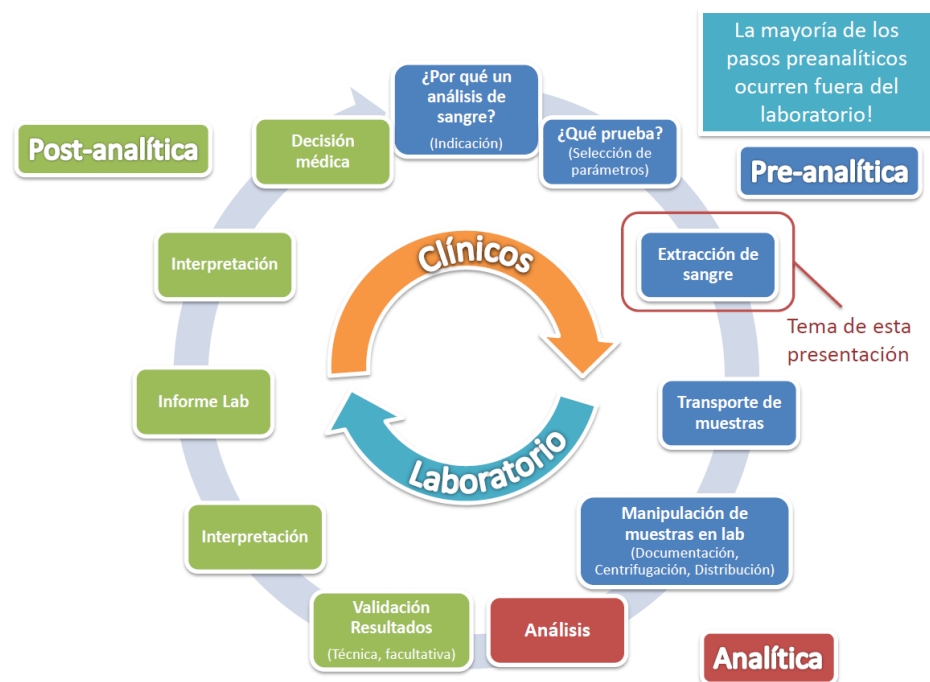 La mayoría de los
pasos preanalíticos
ocurren fuera del
laboratorio!
¿Por qué un
análisis de
sangre?
(Indicación)
¿Qué prueba?
(Selección de
parámetros)
Decisión
médica
Post-analítica
Pre-analítica
Interpretación
Clínicos
Extracción de
sangre
Tema de esta
presentación
Informe Lab
Transporte de
muestras
Laboratorio
Interpretación
Manipulación de
muestras en lab
(Documentación,
Centrifugación, Distribución)
Validación
Resultados
(Técnica, facultativa)
Análisis
Analítica